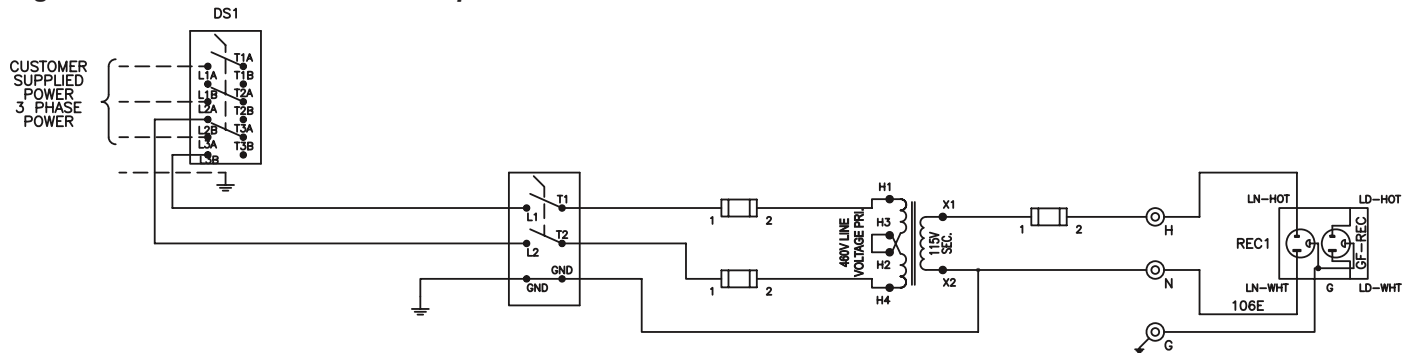 DS1
CUSTOMER
SUPPLIED
POWER
3 PHASE
POWER
T1A
L1A
T1B
L1B
T2A
L2A
T2B
L2B
T3A
L3A
T3B
L3B
T1
L1
T2
L2
GND
GND
1
2
1
2
H1
H3
H2
H4
460V LINE
VOLTAGE PRI.
X1
115V
SEC.
X2
1
2
H
N
G
LN-HOT
LD-HOT
REC1
GF-REC
LN-WHT
G
LD-WHT
106E